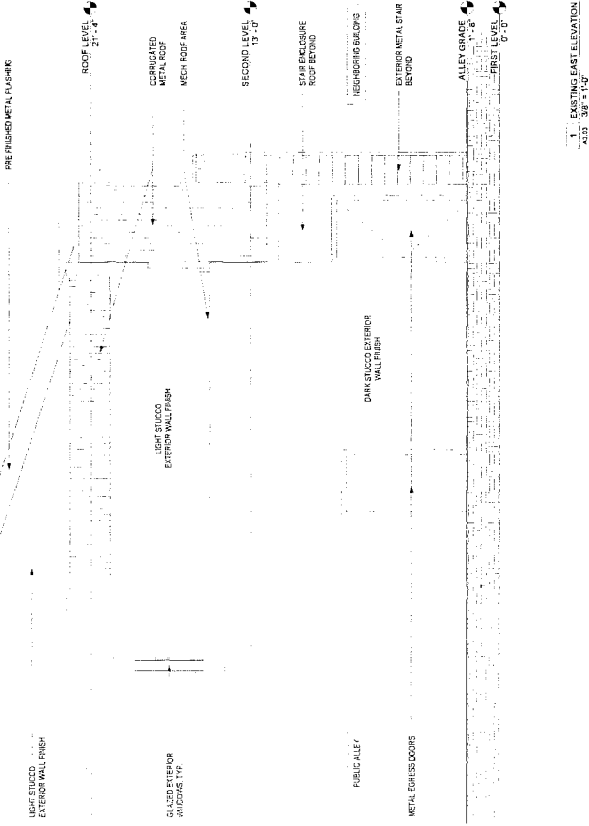 PRE FINISHED METAL FLASHING
ROOF LEVEL
21' - 4"
CORRUGATED
METAL ROOF
MECH ROOF AREA
SECOND LEVEL
13' - 0"
STAIR ENCLOSURE
ROOF BEYOND
NEIGHBORING BUILDING
EXTERIOR METAL STAIR
BEYOND
ALLEY GRADE
1' - 8"
FIRST LEVEL
0' - 0"
1 EXISTING EAST ELEVATION
A3.03 3/8" = 1'-0"
LIGHT STUCCO
EXTERIOR WALL FINISH
DARK STUCCO EXTERIOR
WALL FINISH
LIGHT STUCCO
EXTERIOR WALL FINISH
GLAZED EXTERIOR
WINDOWS, TYP.
PUBLIC ALLEY
METAL EGRESS DOORS